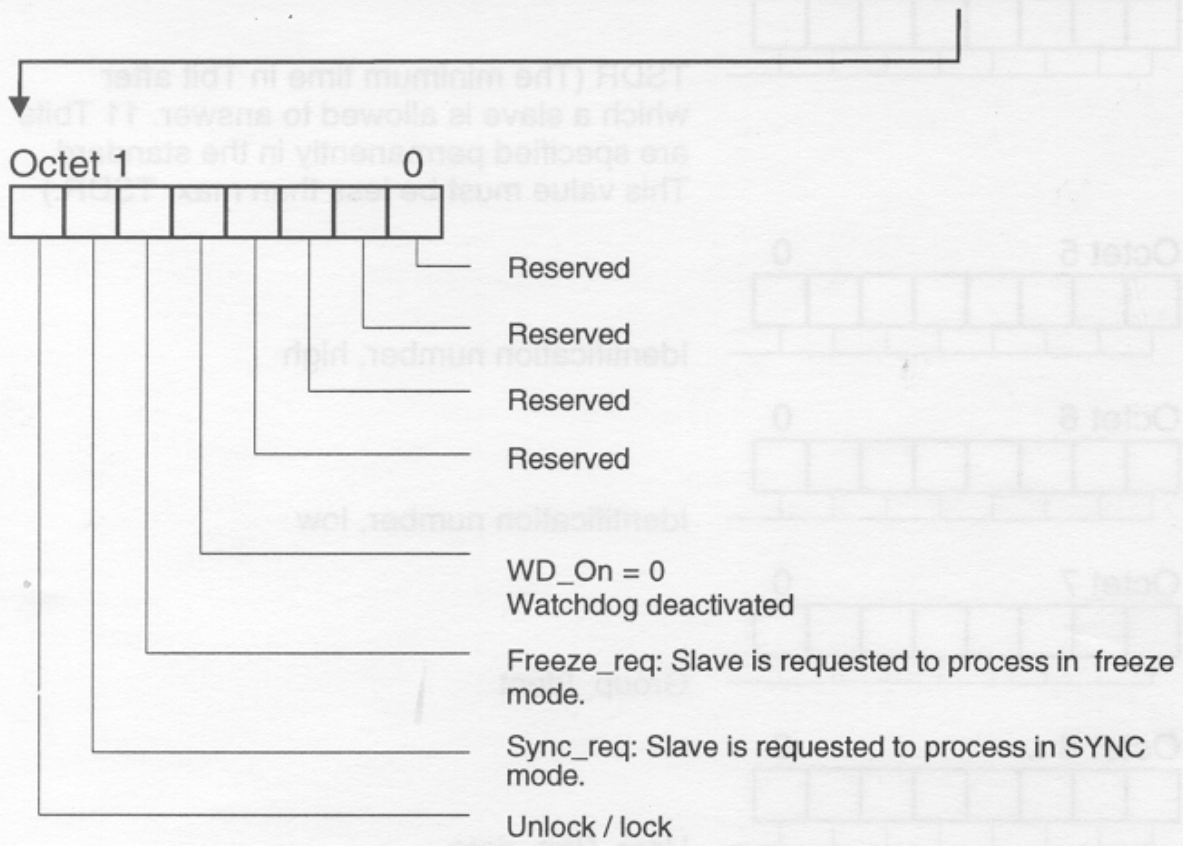 Octet 1 0
Reserved
Reserved
Reserved
Reserved
WD_On = 0
Watchdog deactivated
Freeze_req: Slave is requested to process in freeze
mode.
Sync_req: Slave is requested to process in SYNC
mode.
Unlock / lock
TSDR (The minimum time in Tbit after
which a slave is allowed to answer. 11 Tbits
are specified permanently in the standard.
This value must be less than max. TSDR.)
Octet 5 0
Identification number, high
Octet 6 0
Identification number, low
Octet 7 0